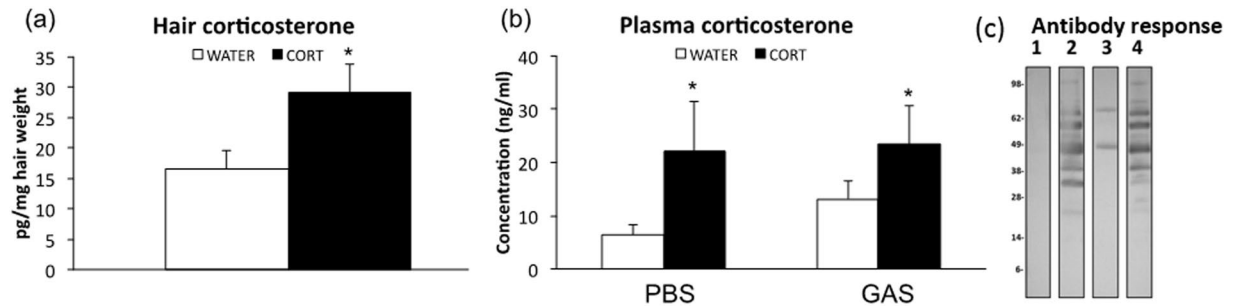 (a)
Hair corticosterone
WATER CORT
*
pg/mg hair weight
35
30
25
20
15
10
5
0
(b)
Plasma corticosterone
WATER CORT
*
*
Concentration (ng/ml)
40
30
20
10
0
PBS GAS
(c)
Antibody response
1 2 3 4
98-
62-
49-
38-
28-
14-
6-